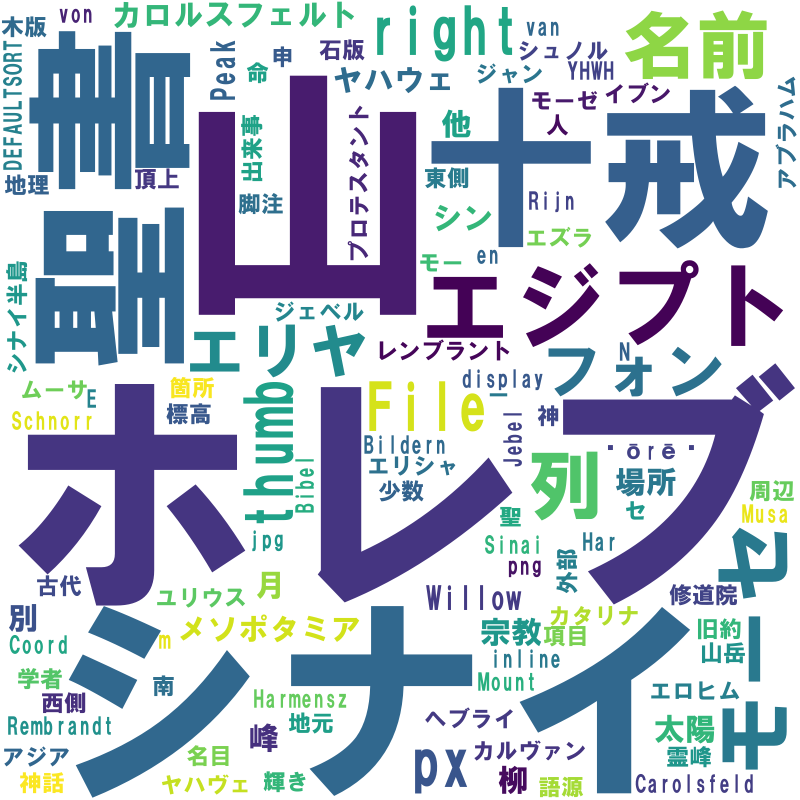 木版
von
カロルスフェルト
right
van
名前
DEFAULTSORT
書
Peak
命
申
石版
シュノル
ヤハウェ
ジャン
YHWH
山
十
戒
モーゼ
イブン
アブラハム
地理
頂上
出来事
脚注
プロテスタント
他
人
東側
Rijn
シン
エズラ
聖
モー
en
シナイ半島
ジェベル
エジプト
エリヤ
レンブラント
フォン
N
ムーサ
E
箇所
標高
thumb
File
display
_
神
Schnorr
Jebel
Bildern
エリシャ
Bibel
少数
列
場所
ōrē
セ
周辺
Musa
ホレブ
jpg
聖
Sinai
png
Har
外部
古代
ユリウス
月
Willow
修道院
モーセ
別
メソポタミア
カタリナ
Coord
m
宗教
項目
旧約
山岳
シナイ
学者
西側
南
inline
Mount
Harmensz
エロヒム
Rembrandt
地元
ヘブライ
太陽
アジア
峰
名目
px
カルヴァン
霊峰
神話
ヤハヴェ
輝き
柳
語源
Carolsfeld